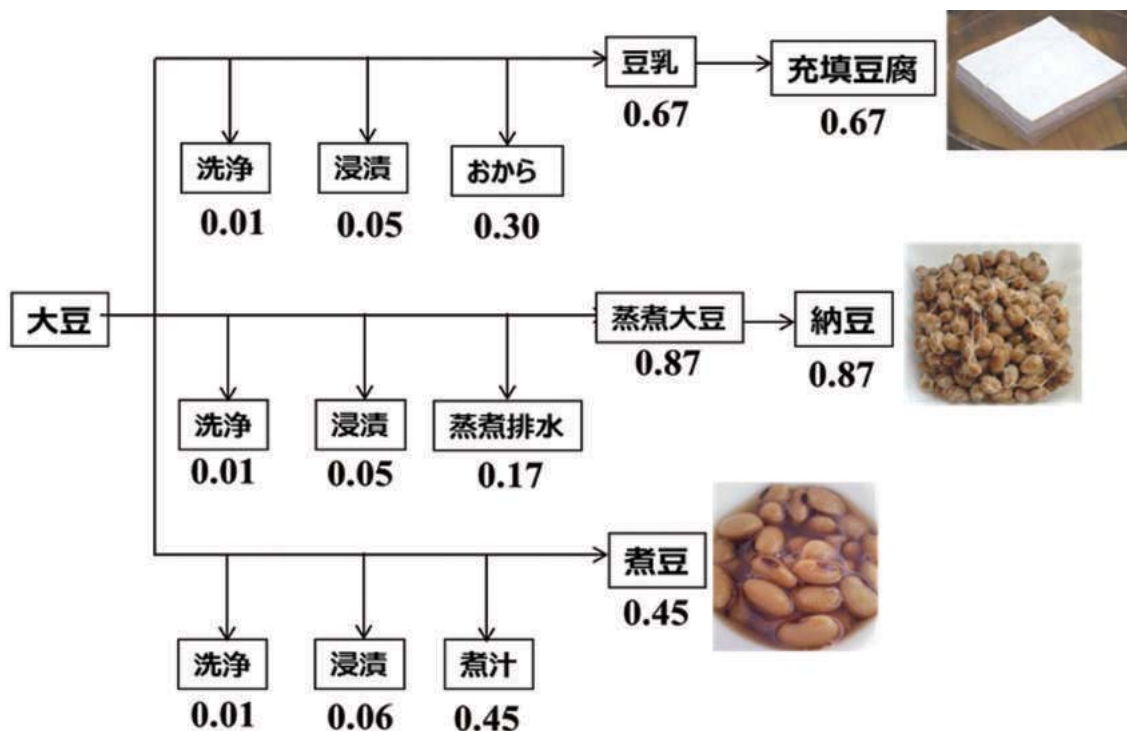 豆乳
充填豆腐
0.67
0.67
洗浄
浸漬
おから
0.01
0.05
0.30
大豆
蒸煮大豆
納豆
0.87
0.87
洗浄
浸漬
蒸煮排水
0.01
0.05
0.17
煮豆
0.45
洗浄
浸漬
煮汁
0.01
0.06
0.45